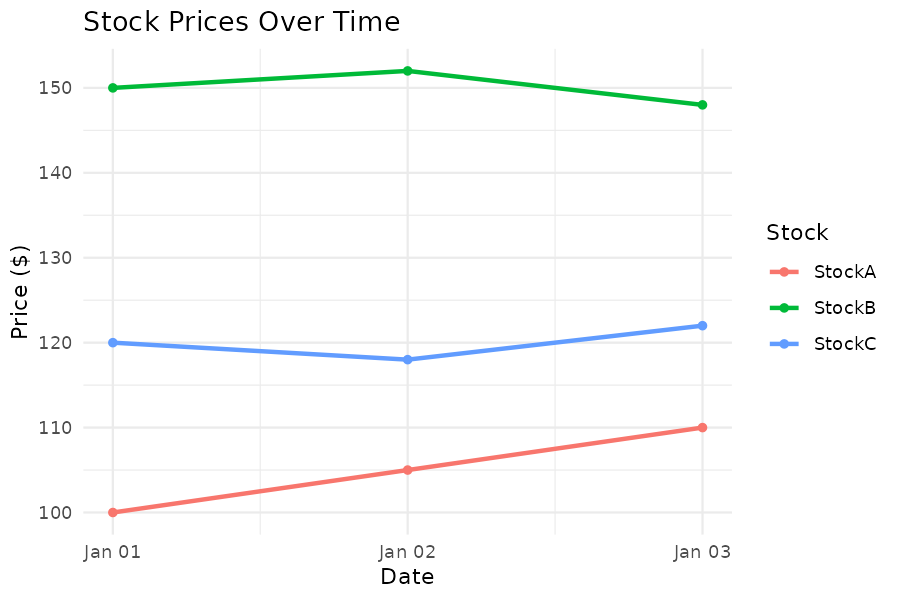 Stock Prices Over Time
150
140
130
120
110
100
Price ($)
Jan 01
Jan 02
Jan 03
Date
Stock
StockA
StockB
StockC